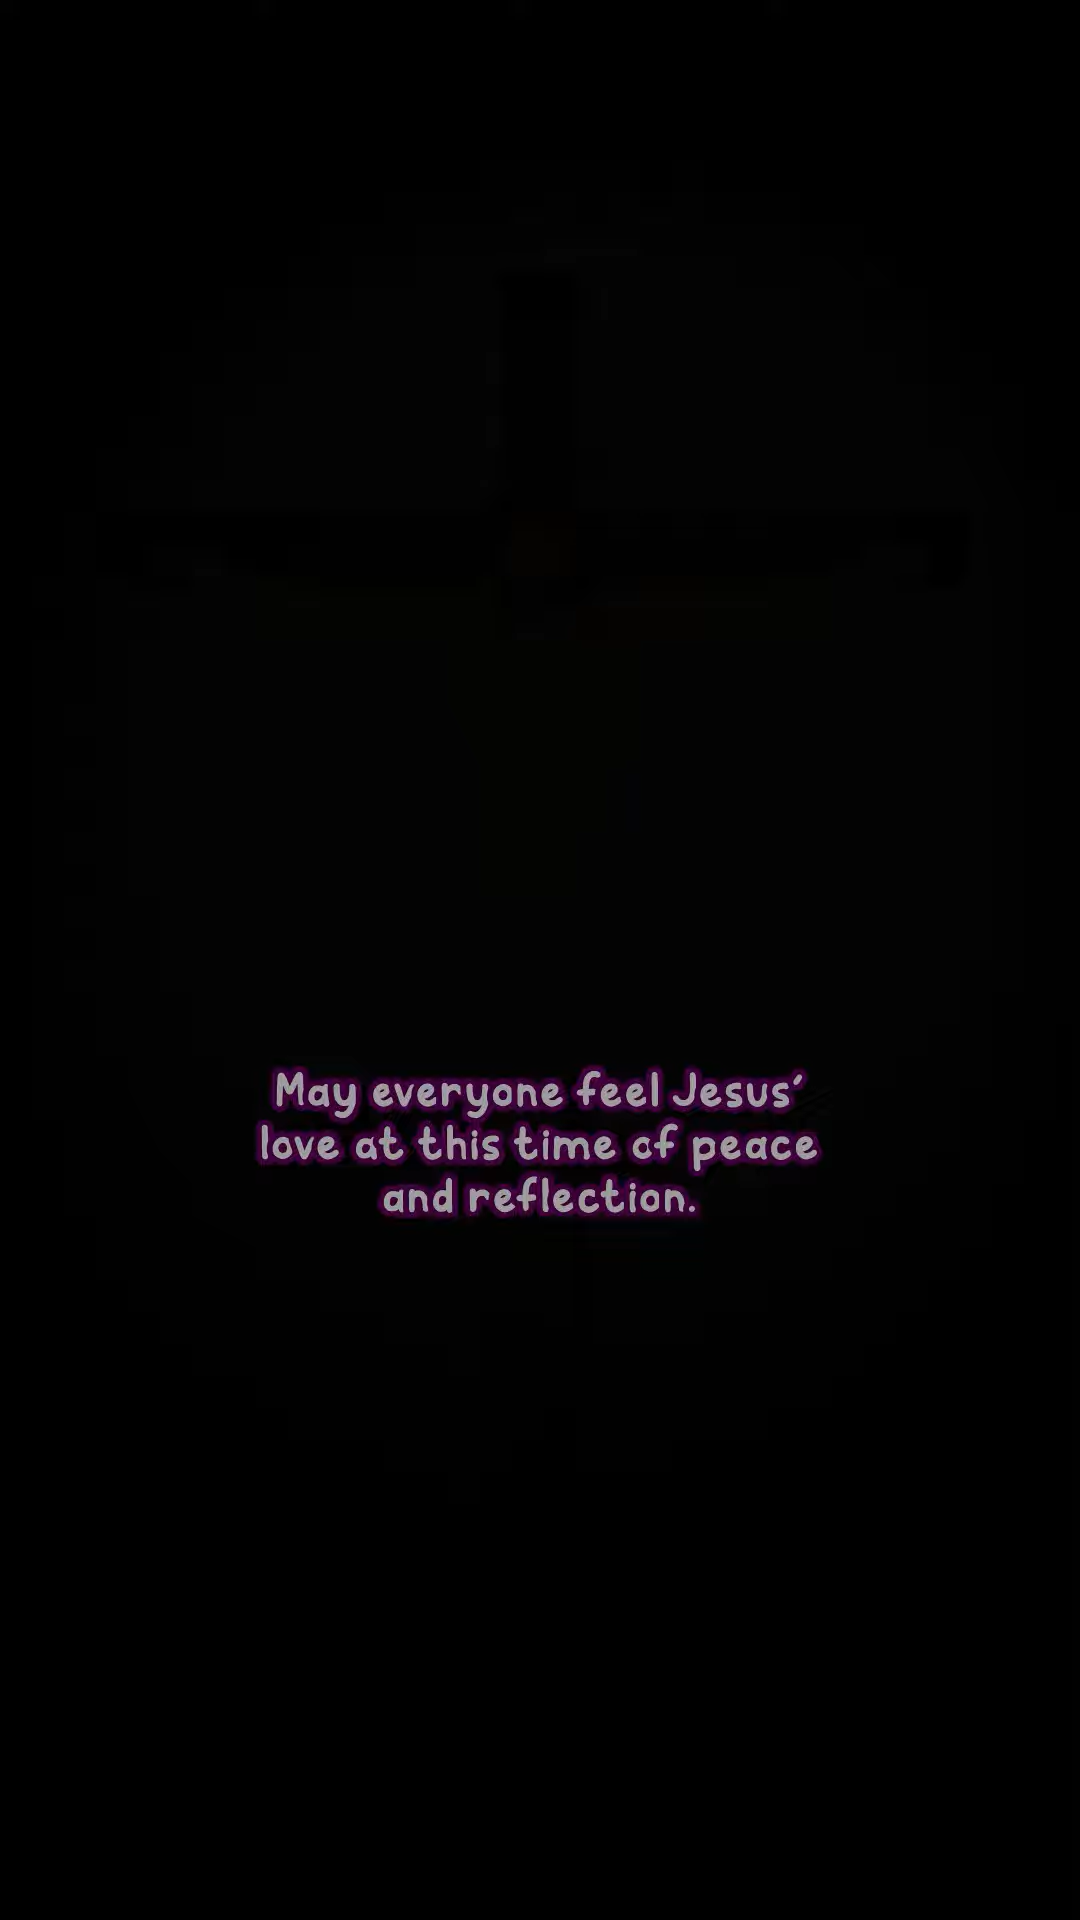 May everyone feel Jesus’
love at this time of peace
and reflection.